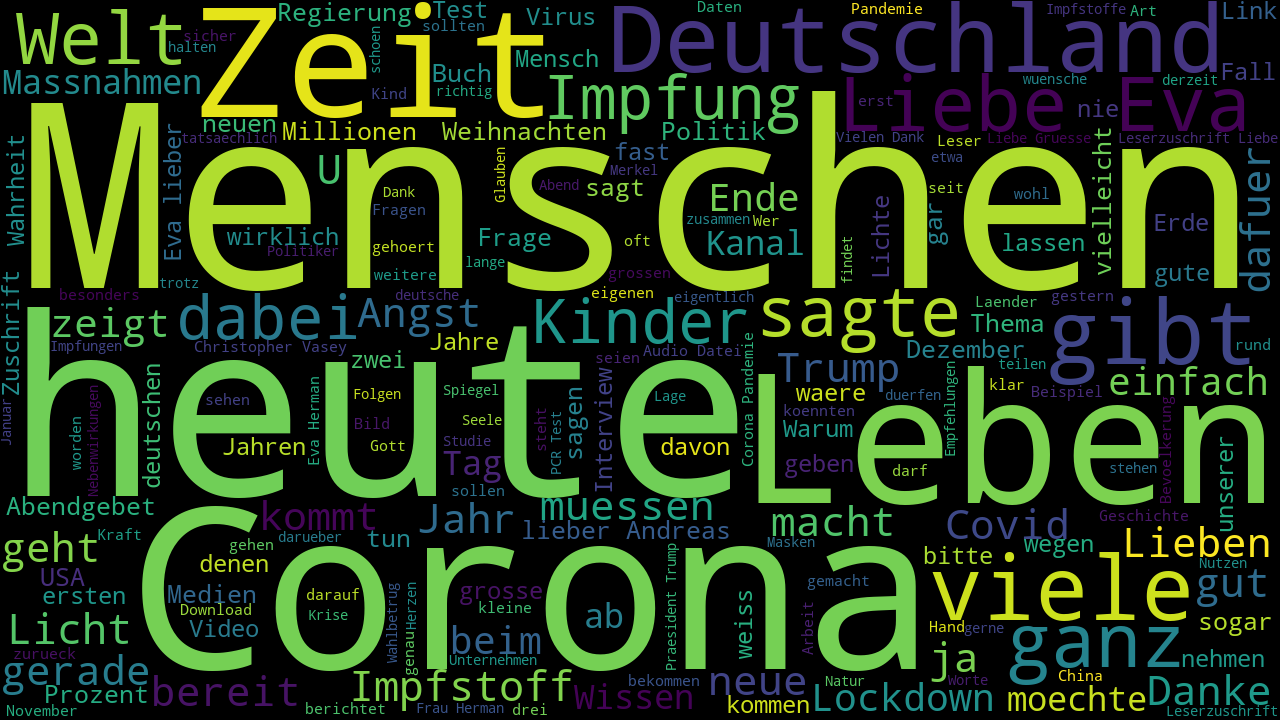 Welt
Zeit
Regierung
Test
sollten
Virus
Deutschland
Daten
Pandemie
Impfstoffe
Art
Link
sicher
halten
schoen
Massnahmen
Buch
Mensch
richtig
Kind
Impfung
Liebe Eva
wuensche
derzeit
Fall
nie
erst
neuen
Millionen
Weihnachten
Politik
Vielen Dank
Leser
Liebe Gruesse
Leserzuschrift Liebe
tatsaechlich
Wahrheit
Eva lieber
U
Menschen
Glauben
fast
Merkel
Abend
sagt
Ende
etwa
seit
wohl
vielleicht
dafuer
Dank
Fragen
wirklich
Politiker
gehoert
Frage
oft
zusammen
Wer
Kanal
Lichte
gar
lassen
Erde
gute
weitere
lange
grossen
findet
trotz
besonders
deutsche
eigenen
eigentlich
gestern
Zuschrift
zeigt
dabei
Angst
Kinder
sagte
Laender
Thema
gibt
rund
Impfungen
Christopher Vasey
Jahre
zwei
seien
Audio Datei
Trump
Dezember
teilen
einfach
Januar
sehen
Folgen
Spiegel
Interview
Lage
Corona Pandemie
waere
duerfen
klar
Beispiel
heute
Leben
worden
Nebenwirkungen
deutschen
Eva Herman
Bild
Seele
steht
sagen
koennten
Warum
Empfehlungen
Bevoelkerung
unserer
Jahren
Gott
Studie
PCR Test
davon
Tag
geben
darf
stehen
sollen
Abendgebet
kommt
Jahr
muessen
macht
Covid
Geschichte
Kraft
geht
gehen
darueber
tun
lieber Andreas
Masken
wegen
Lieben
USA
denen
bitte
Nutzen
ersten
Medien
Download
darauf
Wahlbetrug
Herzen
grosse
kleine
Corona
Praesident Trump
gemacht
viele
gut
Licht
Video
Krise
genau
beim
ab
weiss
Arbeit
Hand
gerne
sogar
zurueck
Unternehmen
ja
ganz
nehmen
gerade
Prozent
bereit
Impfstoff
Wissen
bekommen
neue
Natur
Worte
China
November
berichtet
Frau Herman
drei
kommen
Lockdown
moechte
Danke
Leserzuschrift